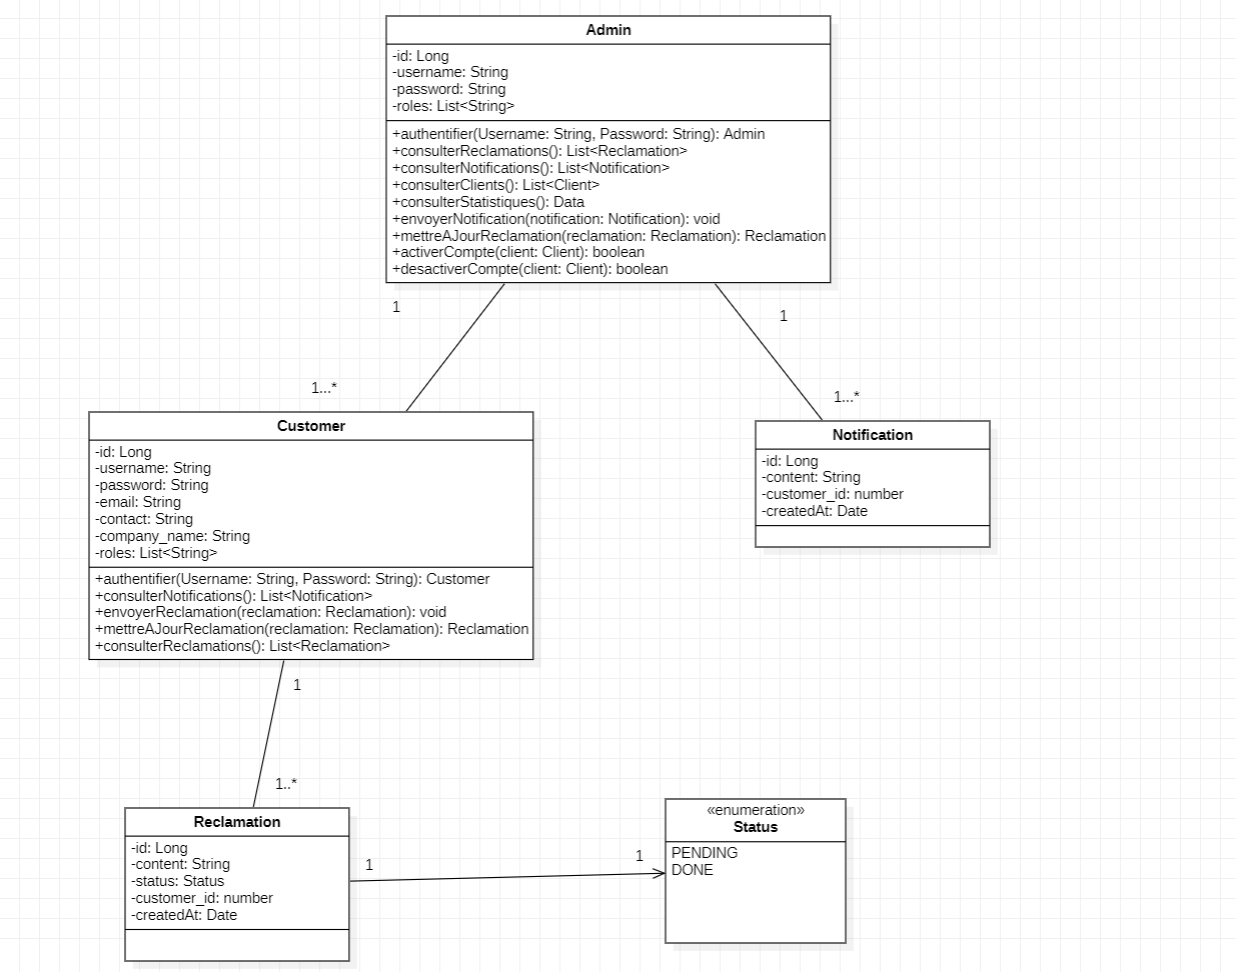 Admin
-id: Long
-username: String
-password: String
-roles: List<String>
+authentifier(Username: String, Password: String): Admin
+consulterReclamations(): List<Reclamation>
+consulterNotifications(): List<Notification>
+consulterClients(): List<Client>
+consulterStatistiques(): Data
+envoyerNotification(notification: Notification): void
+mettreAJourReclamation(reclamation: Reclamation): Reclamation
+activerCompte(client: Client): boolean
+desactiverCompte(client: Client): boolean
1
1
1...*
1...*
Customer
-id: Long
-username: String
-password: String
-email: String
-contact: String
-company_name: String
-roles: List<String>
+authentifier(Username: String, Password: String): Customer
+consulterNotifications(): List<Notification>
+envoyerReclamation(reclamation: Reclamation): void
+mettreAJourReclamation(reclamation: Reclamation): Reclamation
+consulterReclamations(): List<Reclamation>
Notification
-id: Long
-content: String
-customer_id: number
-createdAt: Date
1
1..*
Reclamation
-id: Long
-content: String
-status: Status
-customer_id: number
-createdAt: Date
1
1
«enumeration»
Status
PENDING
DONE